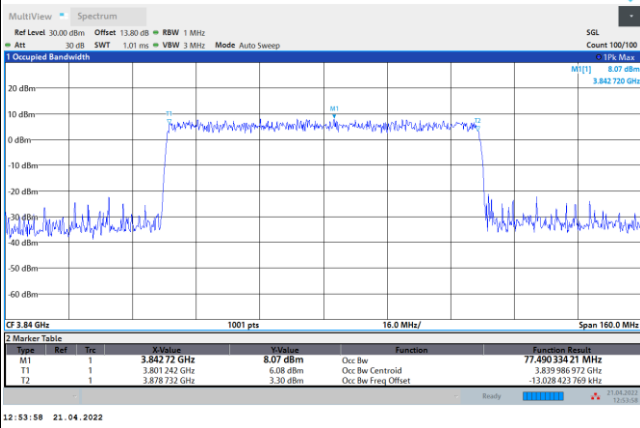 MultiView Spectrum
Ref Level 30.00 dBm Offset 13.80 dB RBW 1 MHz SGL
Att 30 dB SWT 1.01 ms VBW 3 MHz Mode Auto Sweep Count 100/100
1 Occupied Bandwidth 1Pk Max
M1[1] 8.07 dBm
3.842 720 GHz
20 dBm
10 dBm
T1 M1 T2
0 dBm
-10 dBm
-20 dBm
-30 dBm
-40 dBm
-50 dBm
-60 dBm
CF 3.84 GHz 1001 pts 16.0 MHz/ Span 160.0 MHz
2 Marker Table
Type Ref Trc X-Value Y-Value Function Function Result
M1 1 3.842 72 GHz 8.07 dBm Occ Bw 77.490 334 21 MHz
T1 1 3.801 242 GHz 6.08 dBm Occ Bw Centroid 3.839 986 972 GHz
T2 1 3.878 732 GHz 3.30 dBm Occ Bw Freq Offset -13.028 423 769 kHz
Ready 21.04.2022
12:53:58
12:53:58 21.04.2022